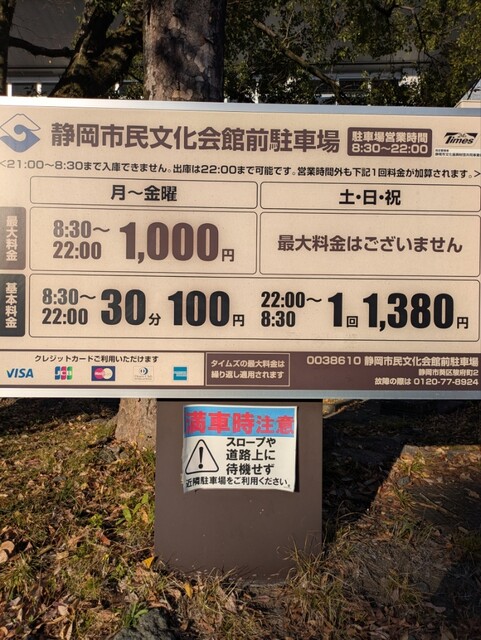 静岡市民文化会館前駐車場
駐車場営業時間
8:30～22:00
Times
<21:00～8:30まで入庫できません。出庫は22:00まで可能です。営業時間外も下記1回料金が加算されます。>
月～金曜
土・日・祝
最大料金
8:30～22:00 1,000円
最大料金はございません
基本料金
8:30～22:00 30分 100円
22:00～8:30 1回 1,380円
クレジットカードご利用いただけます
VISA JCB MasterCard
タイムズの最大料金は
繰り返し適用されます
0038610 静岡市民文化会館前駐車場
静岡市葵区駿府町2
故障の際は 0120-77-8924
満車時注意
スロープや
道路上に
待機せず
近隣駐車場をご利用ください。